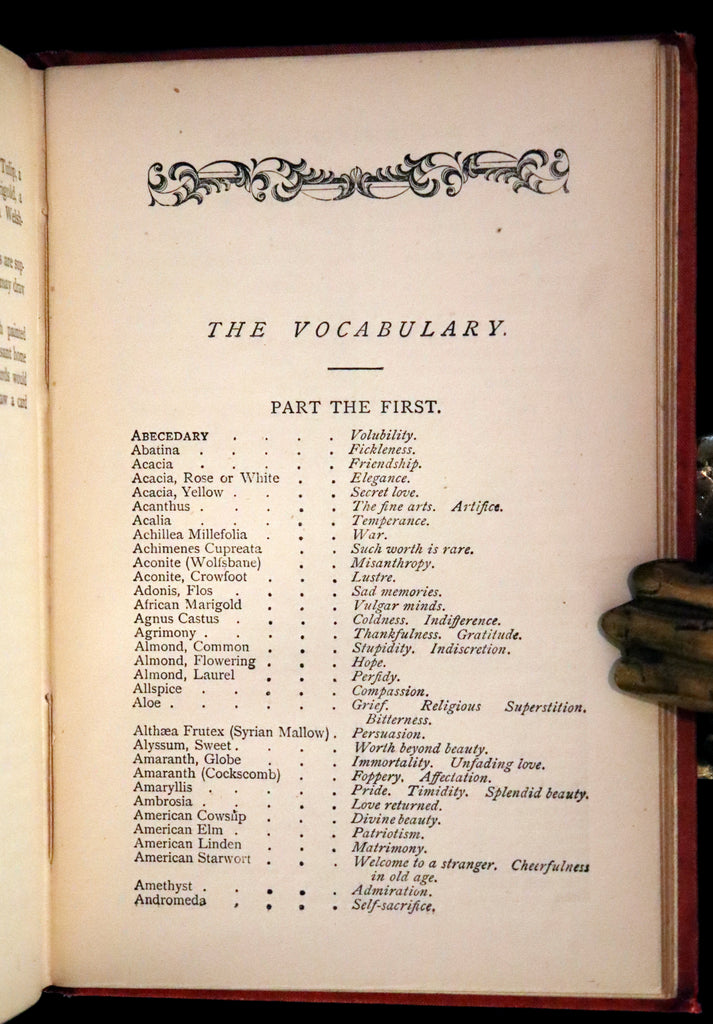 Tulip, a
THE VOCABULARY.
PART THE FIRST.
ABECEDARY . . . . Volubility.
Abatina . . . . . Fickleness.
Acacia . . . . . Friendship.
Acacia, Rose or White . . Elegance.
Acacia, Yellow . . . . Secret love.
Acanthus . . . . . The fine arts. Artifice.
Acalia . . . . . Temperance.
Achillea Millefolia . . . War.
Achimenes Cupreata . . Such worth is rare.
Aconite (Wolfsbane) . . Misanthropy.
Aconite, Crowfoot . . . Lustre.
Adonis, Flos . . . . Sad memories.
African Marigold . . . Vulgar minds.
Agnus Castus . . . . Coldness. Indifference.
Agrimony . . . . . Thankfulness. Gratitude.
Almond, Common . . . Stupidity. Indiscretion.
Almond, Flowering . . . Hope.
Almond, Laurel . . . Perfidy.
Allspice . . . . . Compassion.
Aloe . . . . . . Grief. Religious Superstition.
Bitterness.
Althæa Frutex (Syrian Mallow) . Persuasion.
Alyssum, Sweet . . . . Worth beyond beauty.
Amaranth, Globe . . . Immortality. Unfading love.
Amaranth (Cockscomb) . . Foppery. Affectation.
Amaryllis . . . . . Pride. Timidity. Splendid beauty.
Ambrosia . . . . . Love returned.
American Cowslip . . . Divine beauty.
American Elm . . . . Patriotism.
American Linden . . . Matrimony.
American Starwort . . . Welcome to a stranger. Cheerfulness
in old age.
Amethyst . . . . . Admiration.
Andromeda . . . . Self-sacrifice.